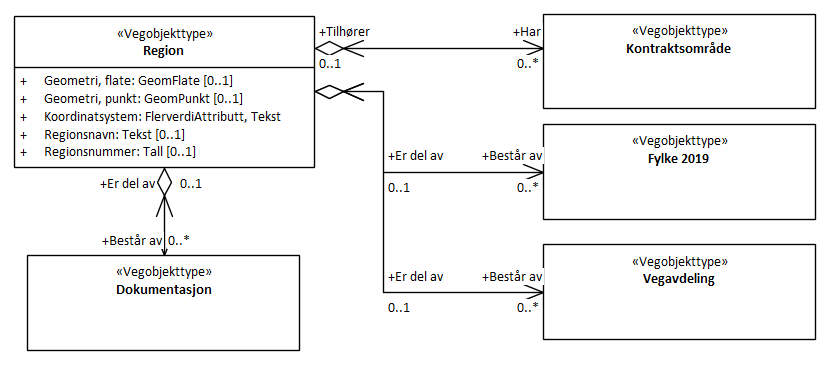 «Vegobjekttype»
Region
+ Geometri, flate: GeomFlate [0..1]
+ Geometri, punkt: GeomPunkt [0..1]
+ Koordinatsystem: FlerverdiAttributt, Tekst
+ Regionsnavn: Tekst [0..1]
+ Regionsnummer: Tall [0..1]
+Tilhører
0..1
+Har
0..*
«Vegobjekttype»
Kontraktsområde
+Er del av
0..1
+Består av
0..*
«Vegobjekttype»
Fylke 2019
+Er del av
0..1
+Består av
0..*
«Vegobjekttype»
Dokumentasjon
+Er del av
0..1
+Består av
0..*
«Vegobjekttype»
Vegavdeling